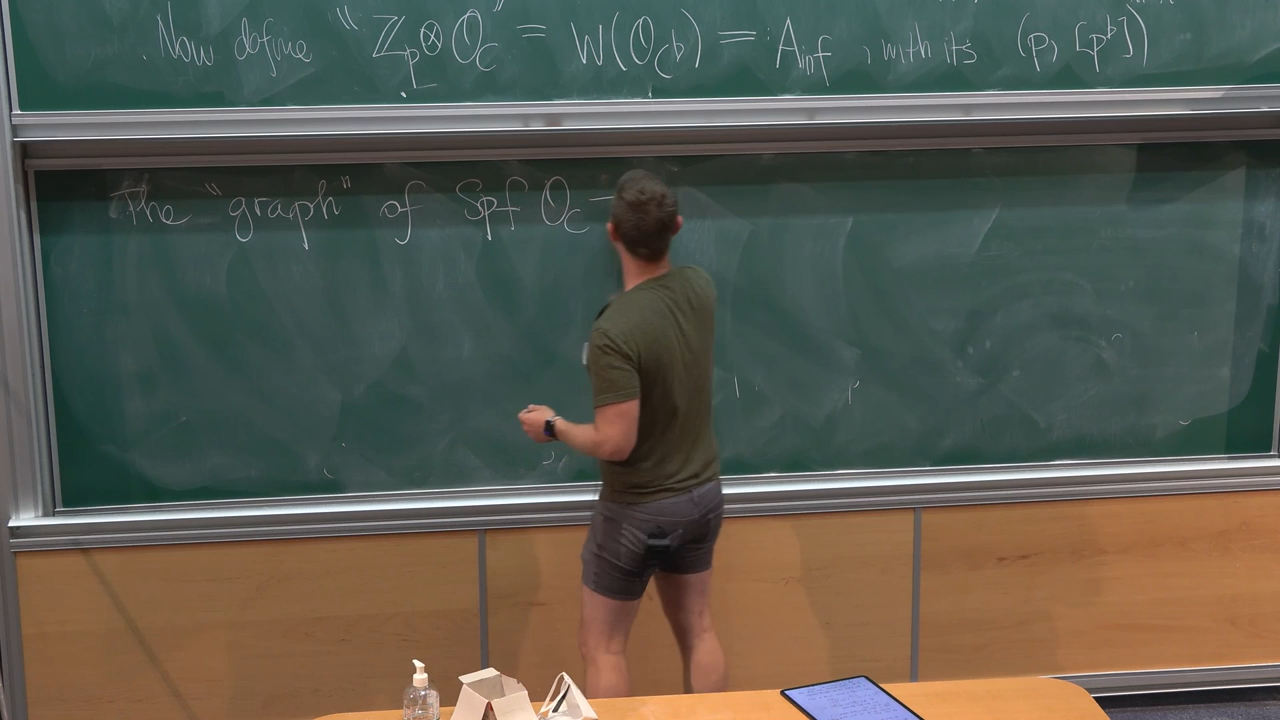 Now define "ℤ_p ⊗ O_C" = W(O_C♭) =: A_inf, with its (p, [p♭])
The "graph" of Spf O_C —